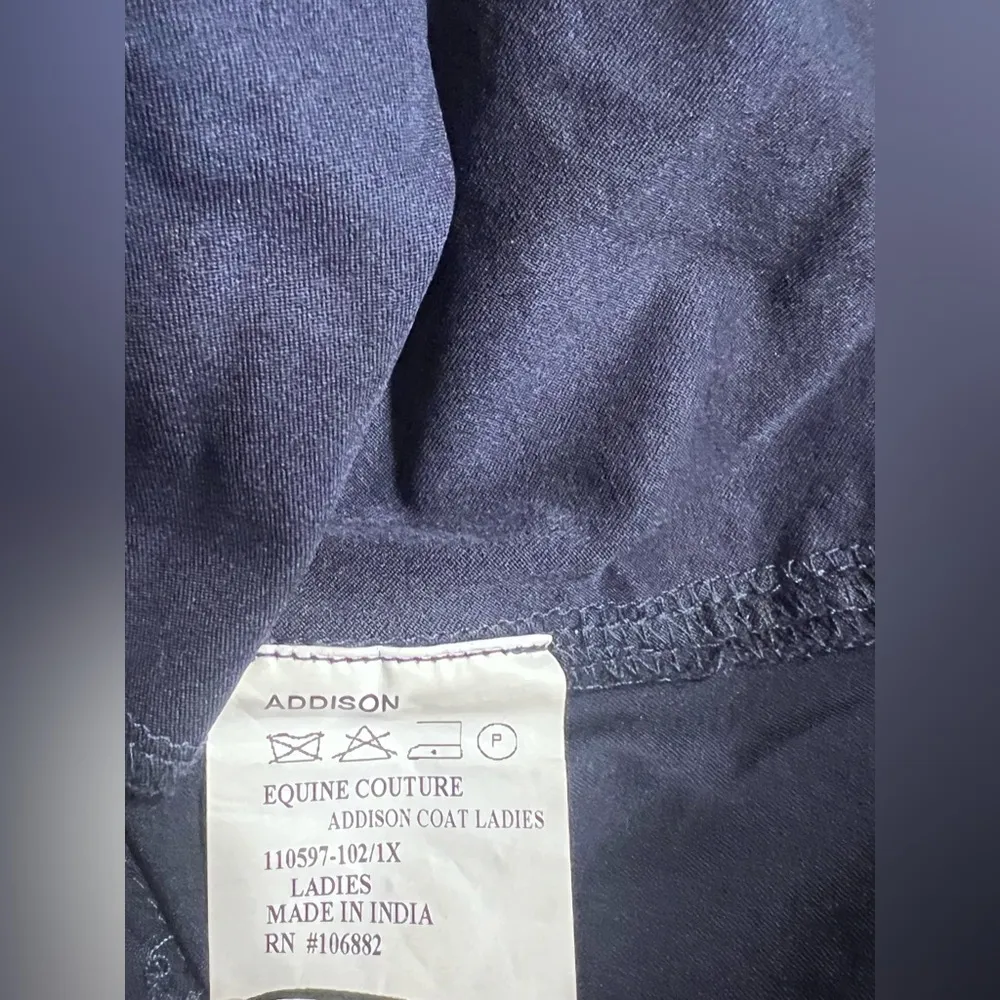 ADDISON
P
EQUINE COUTURE
ADDISON COAT LADIES
110597-102/1X
LADIES
MADE IN INDIA
RN #106882